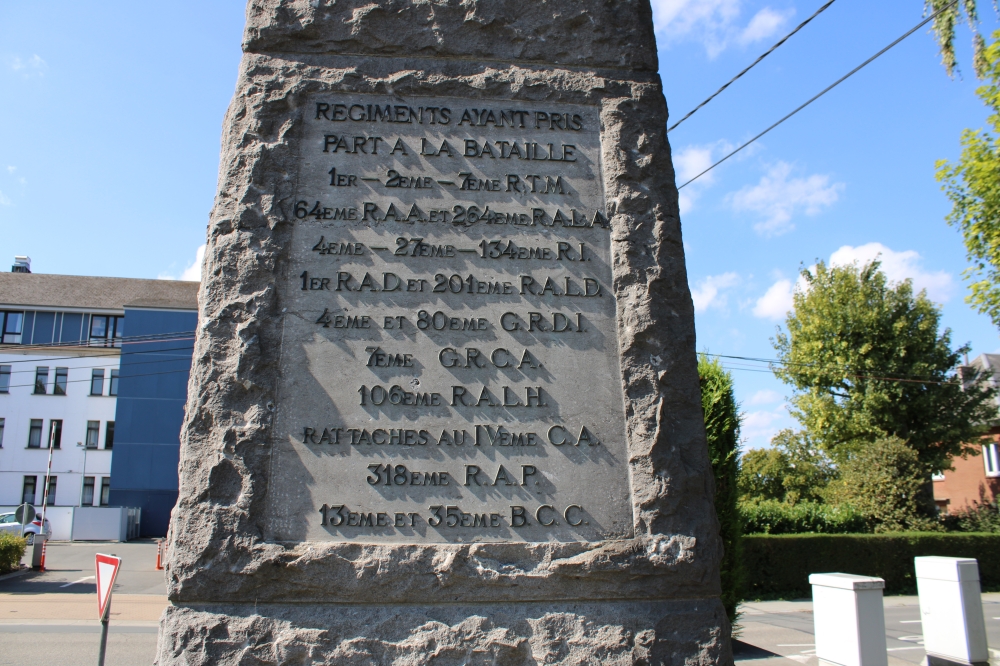 REGIMENTS AYANT PRIS
PART A LA BATAILLE
1ER – 2EME – 7EME R.T.M.
64EME R.A.A. ET 264EME R.A.L.A.
4EME – 27EME – 134EME R.I.
1ER R.A.D. ET 201EME R.A.L.D.
4EME ET 80EME G.R.D.I.
7EME G.R.C.A.
106EME R.A.L.H.
RATTACHES AU IVEME C.A.
318EME R.A.P.
13EME ET 35EME B.C.C.